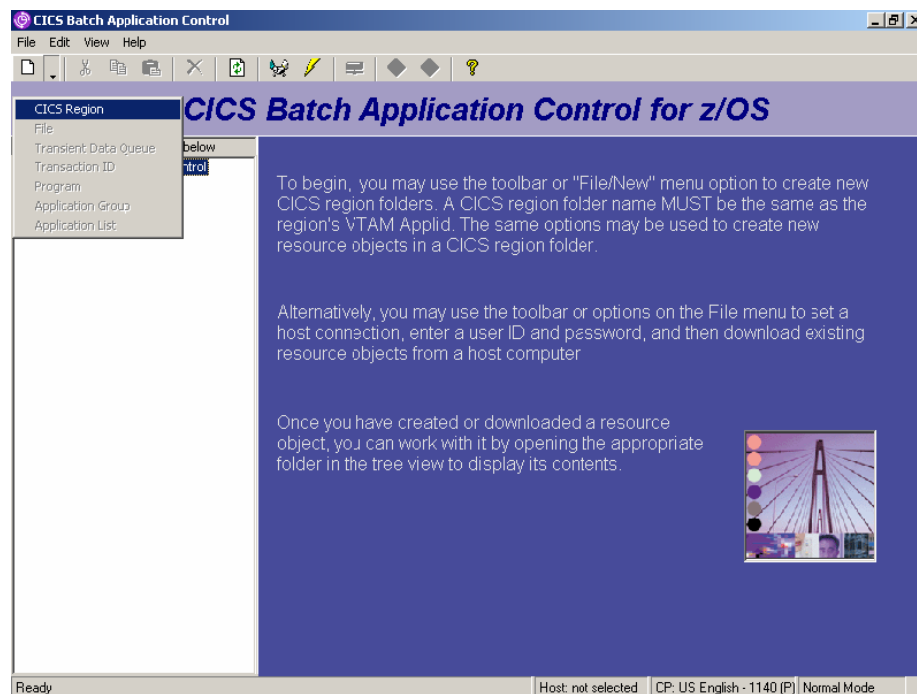 CICS Batch Application Control
File Edit View Help
CICS Batch Application Control for z/OS
CICS Region
File
Transient Data Queue
Transaction ID
Program
Application Group
Application List
below
ntrol
To begin, you may use the toolbar or "File/New" menu option to create new
CICS region folders. A CICS region folder name MUST be the same as the
region's VTAM Applid. The same options may be used to create new
resource objects in a CICS region folder.
Alternatively, you may use the toolbar or options on the File menu to set a
host connection, enter a user ID and password, and then download existing
resource objects from a host computer
Once you have created or downloaded a resource
object, you can work with it by opening the appropriate
folder in the tree view to display its contents.
Ready
Host: not selected
CP: US English - 1140 (P)
Normal Mode